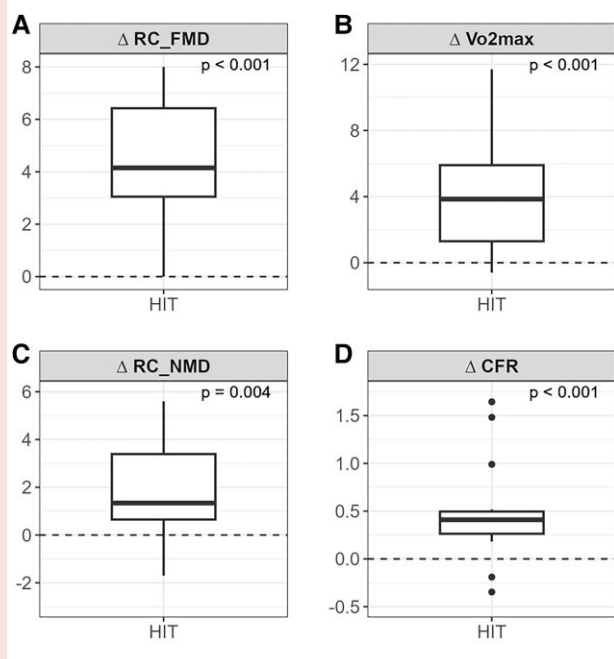 A
Δ RC_FMD
p < 0.001
8
6
4
2
0
HIT
B
Δ Vo2max
p < 0.001
12
8
4
0
HIT
C
Δ RC_NMD
p = 0.004
6
4
2
0
-2
HIT
D
Δ CFR
p < 0.001
1.5
1.0
0.5
0.0
-0.5
HIT